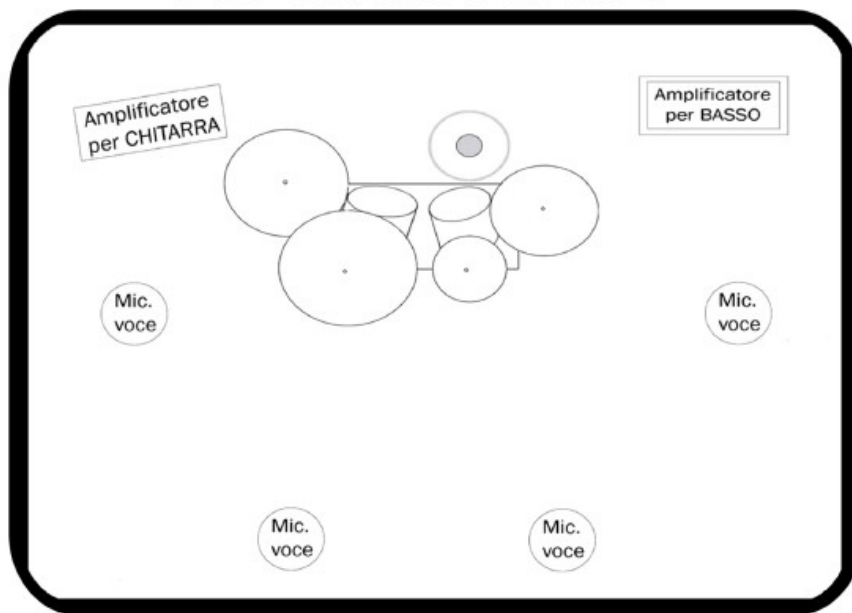 Amplificatore
per CHITARRA
Amplificatore
per BASSO
Mic.
voce
Mic.
voce
Mic.
voce
Mic.
voce